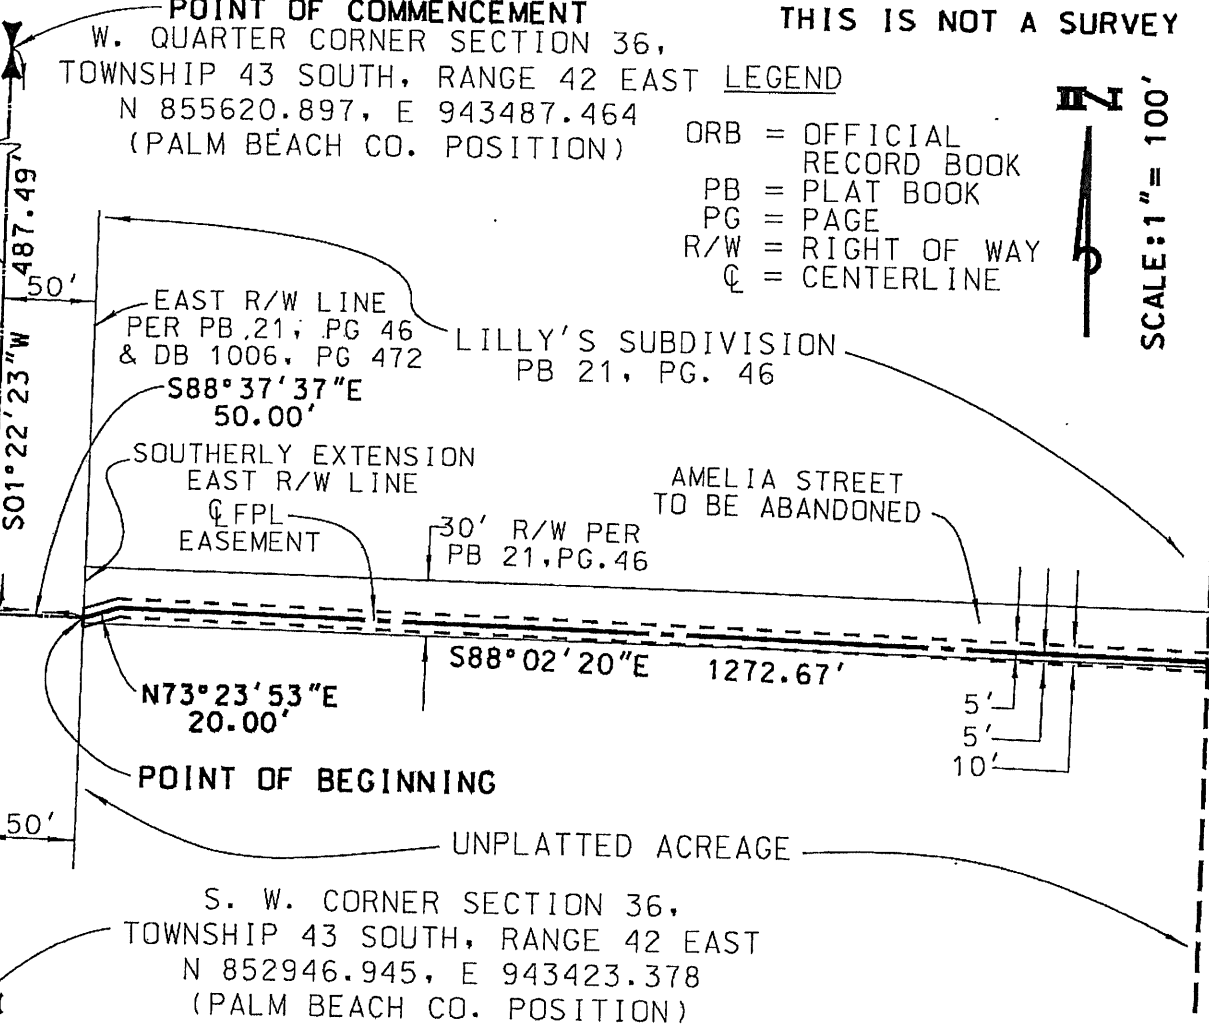 POINT OF COMMENCEMENT
W. QUARTER CORNER SECTION 36,
TOWNSHIP 43 SOUTH, RANGE 42 EAST
N 855620.897, E 943487.464
(PALM BEACH CO. POSITION)
THIS IS NOT A SURVEY
LEGEND
ORB = OFFICIAL
RECORD BOOK
PB = PLAT BOOK
PG = PAGE
R/W = RIGHT OF WAY
℄ = CENTERLINE
N
SCALE:1"= 100'
S01°22'23"W 487.49'
50'
EAST R/W LINE
PER PB 21, PG 46
& DB 1006, PG 472
LILLY'S SUBDIVISION
PB 21, PG. 46
S88°37'37"E
50.00'
SOUTHERLY EXTENSION
EAST R/W LINE
℄ FPL
EASEMENT
30' R/W PER
PB 21,PG.46
AMELIA STREET
TO BE ABANDONED
S88°02'20"E 1272.67'
N73°23'53"E
20.00'
5'
5'
10'
POINT OF BEGINNING
50'
UNPLATTED ACREAGE
S. W. CORNER SECTION 36,
TOWNSHIP 43 SOUTH, RANGE 42 EAST
N 852946.945, E 943423.378
(PALM BEACH CO. POSITION)